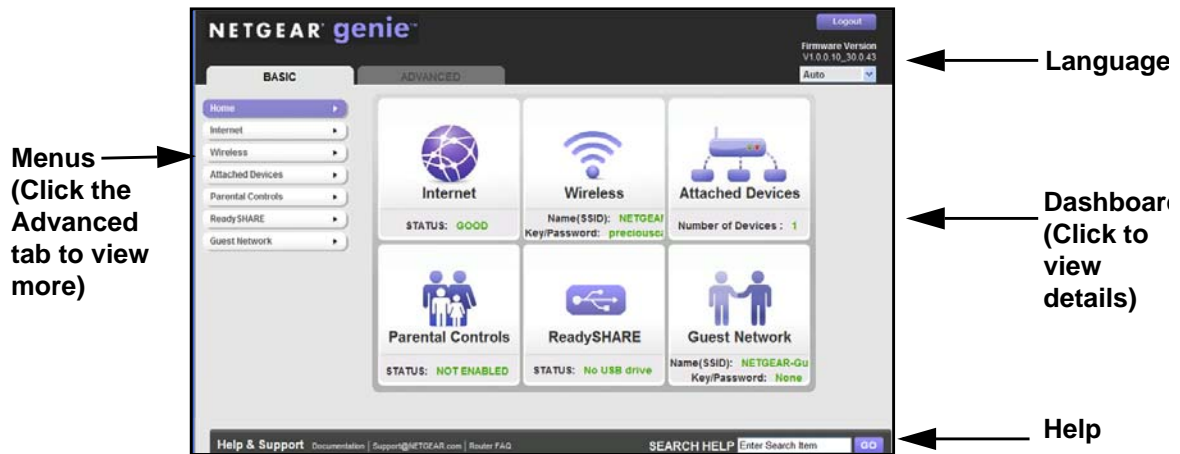 NETGEAR® genie™
Logout
Firmware Version
V1.0.0.10_30.0.43
Auto
Language
BASIC
ADVANCED
Home
Internet
Wireless
Attached Devices
Parental Controls
ReadySHARE
Guest Network
Menus
(Click the
Advanced
tab to view
more)
Internet
STATUS: GOOD
Wireless
Name(SSID): NETGEAR
Key/Password: preciousca
Attached Devices
Number of Devices : 1
Parental Controls
STATUS: NOT ENABLED
ReadySHARE
STATUS: No USB drive
Guest Network
Name(SSID): NETGEAR-Gu
Key/Password: None
Dashboar
(Click to
view
details)
Help & Support Documentation | Support@NETGEAR.com | Router FAQ
SEARCH HELP Enter Search Item GO
Help